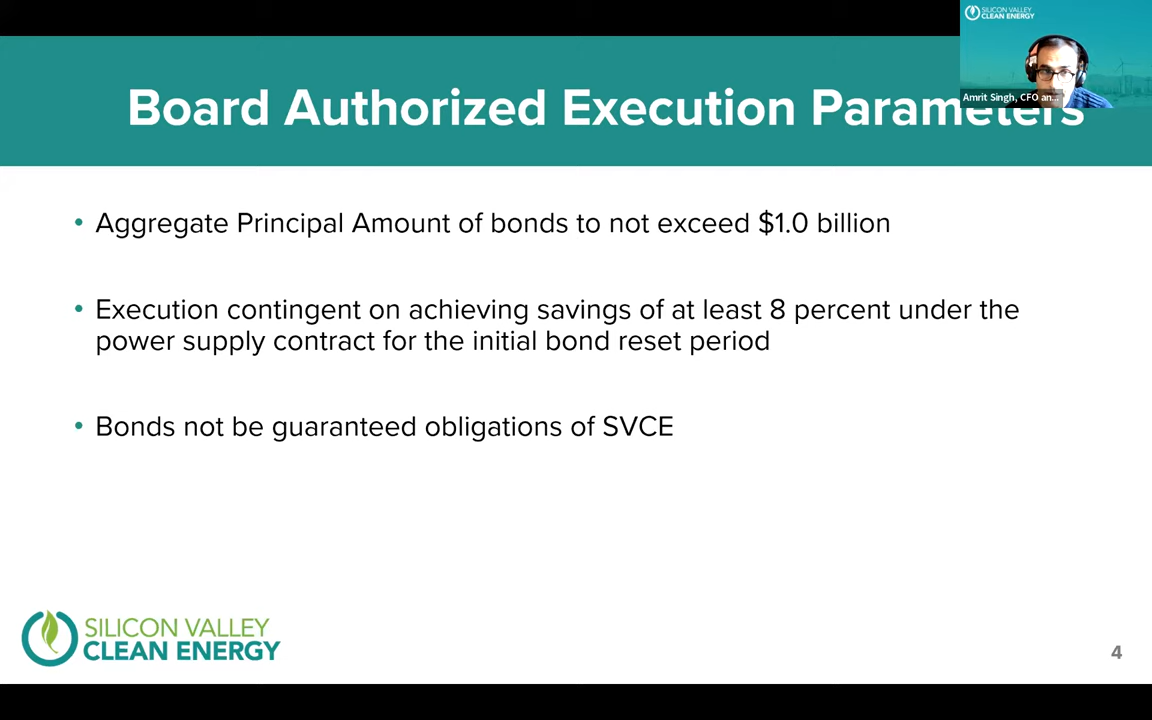 SILICON VALLEY
CLEAN ENERGY
Amrit Singh, CFO an...
Board Authorized Execution Parameters
• Aggregate Principal Amount of bonds to not exceed $1.0 billion
• Execution contingent on achieving savings of at least 8 percent under the
power supply contract for the initial bond reset period
• Bonds not be guaranteed obligations of SVCE
SILICON VALLEY
CLEAN ENERGY
4